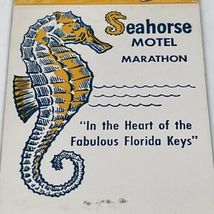 Seahorse
MOTEL
MARATHON
"In the Heart of the
Fabulous Florida Keys"